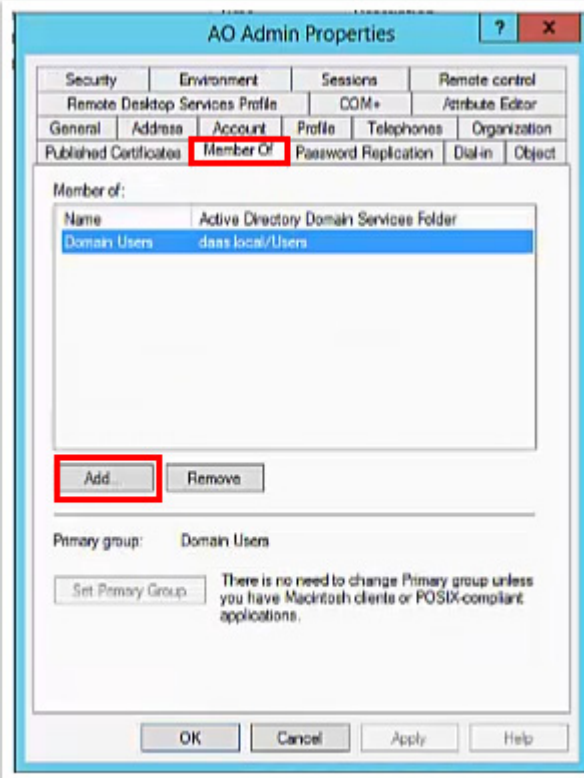 AO Admin Properties
?
x
Security Environment Sessions Remote control
Remote Desktop Services Profile COM+ Attribute Editor
General Address Account Profile Telephones Organization
Published Certificates Member Of Password Replication Dial-in Object
Member of:
Name Active Directory Domain Services Folder
Domain Users daas.local/Users
Add...
Remove
Primary group: Domain Users
Set Primary Group
There is no need to change Primary group unless
you have Macintosh clients or POSIX-compliant
applications.
OK Cancel Apply Help